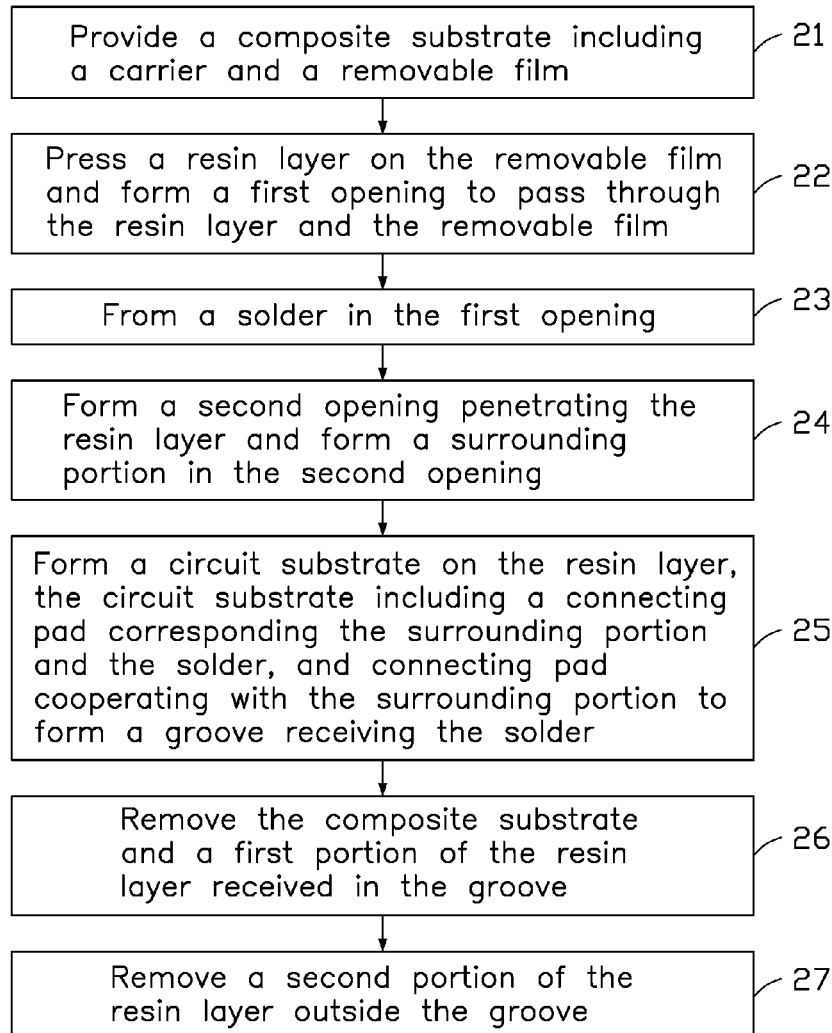 Provide a composite substrate including
a carrier and a removable film
21
Press a resin layer on the removable film
and form a first opening to pass through
the resin layer and the removable film
22
From a solder in the first opening
23
Form a second opening penetrating the
resin layer and form a surrounding
portion in the second opening
24
Form a circuit substrate on the resin layer,
the circuit substrate including a connecting
pad corresponding the surrounding portion
and the solder, and connecting pad
cooperating with the surrounding portion to
form a groove receiving the solder
25
Remove the composite substrate
and a first portion of the resin
layer received in the groove
26
Remove a second portion of the
resin layer outside the groove
27